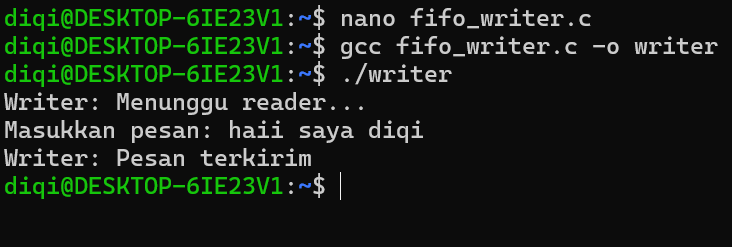 diqi@DESKTOP-6IE23V1:~$ nano fifo_writer.c
diqi@DESKTOP-6IE23V1:~$ gcc fifo_writer.c -o writer
diqi@DESKTOP-6IE23V1:~$ ./writer
Writer: Menunggu reader...
Masukkan pesan: haii saya diqi
Writer: Pesan terkirim
diqi@DESKTOP-6IE23V1:~$